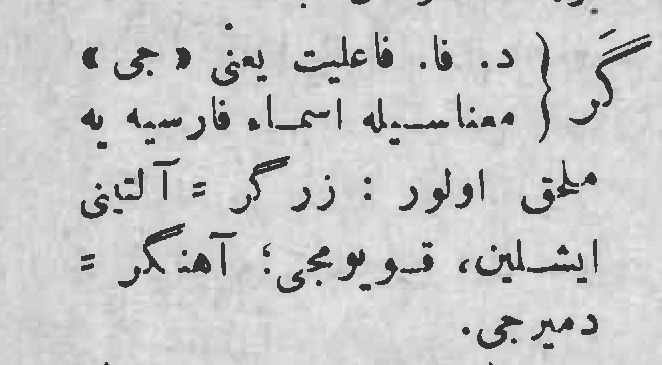 گَر { د. فا. فاعلیت یعنی « جی »
معناسیله اسماء فارسیه یه
ملحق اولور : زرگر = آلتینی
ایشلین، قویومجی؛ آهنگر =
دمیرجی.